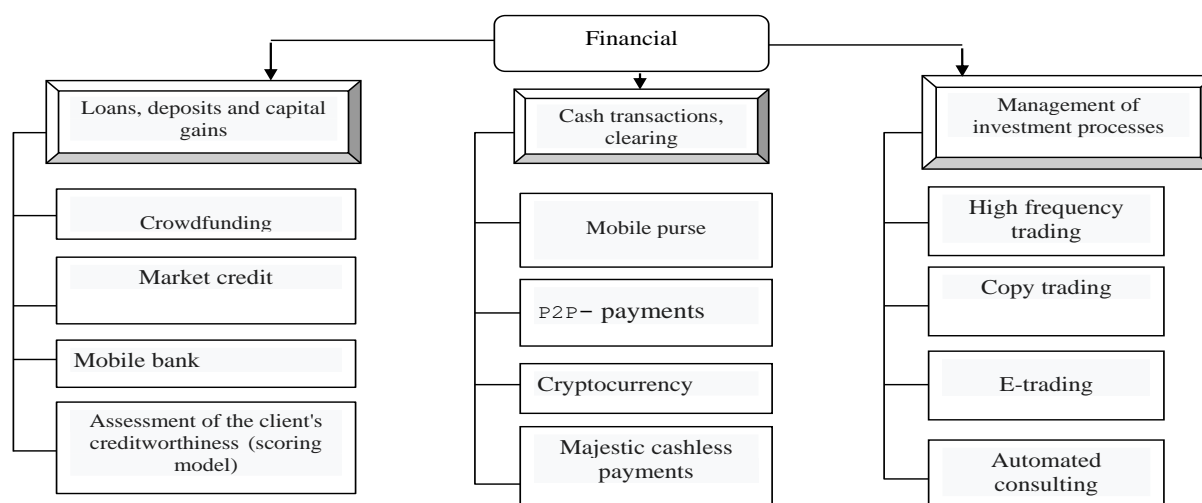 Financial
Loans, deposits and capital
gains
Crowdfunding
Market credit
Mobile bank
Assessment of the client's
creditworthiness (scoring
model)
Cash transactions,
clearing
Mobile purse
P2P- payments
Cryptocurrency
Majestic cashless
payments
Management of
investment processes
High frequency
trading
Copy trading
E-trading
Automated
consulting